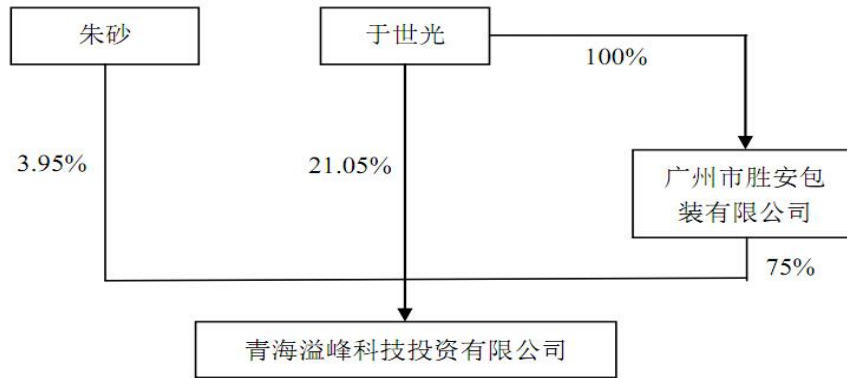 朱砂
于世光
100%
3.95%
21.05%
广州市胜安包
装有限公司
75%
青海溢峰科技投资有限公司